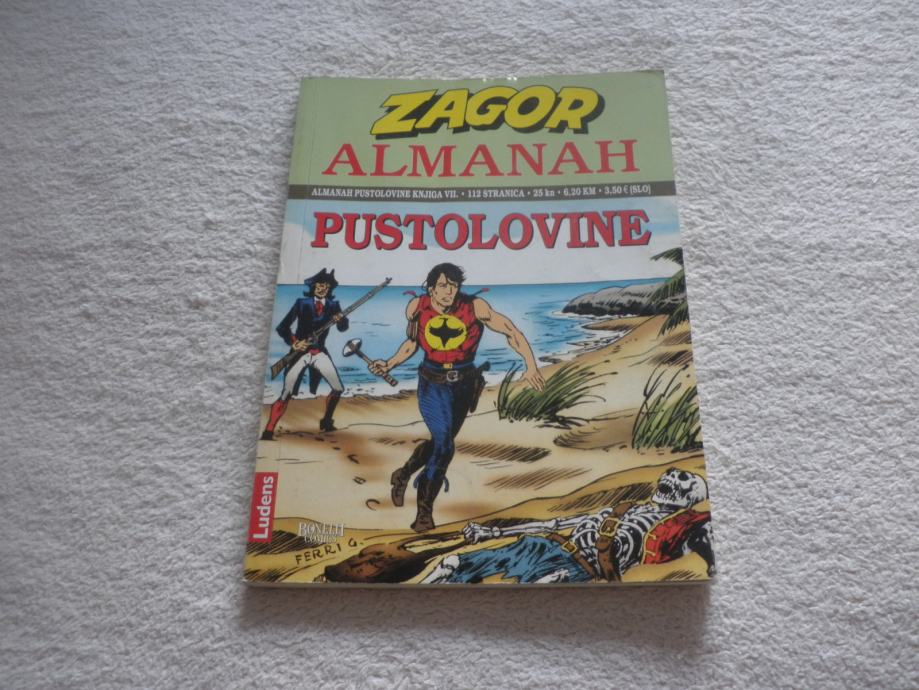 ZAGOR
ALMANAH
ALMANAH PUSTOLOVINE KNJIGA VII. • 112 STRANICA • 25 kn • 6,20 KM • 3,50 € (SLO)
PUSTOLOVINE
Ludens
BONELLI
COMICS
FERRI G.